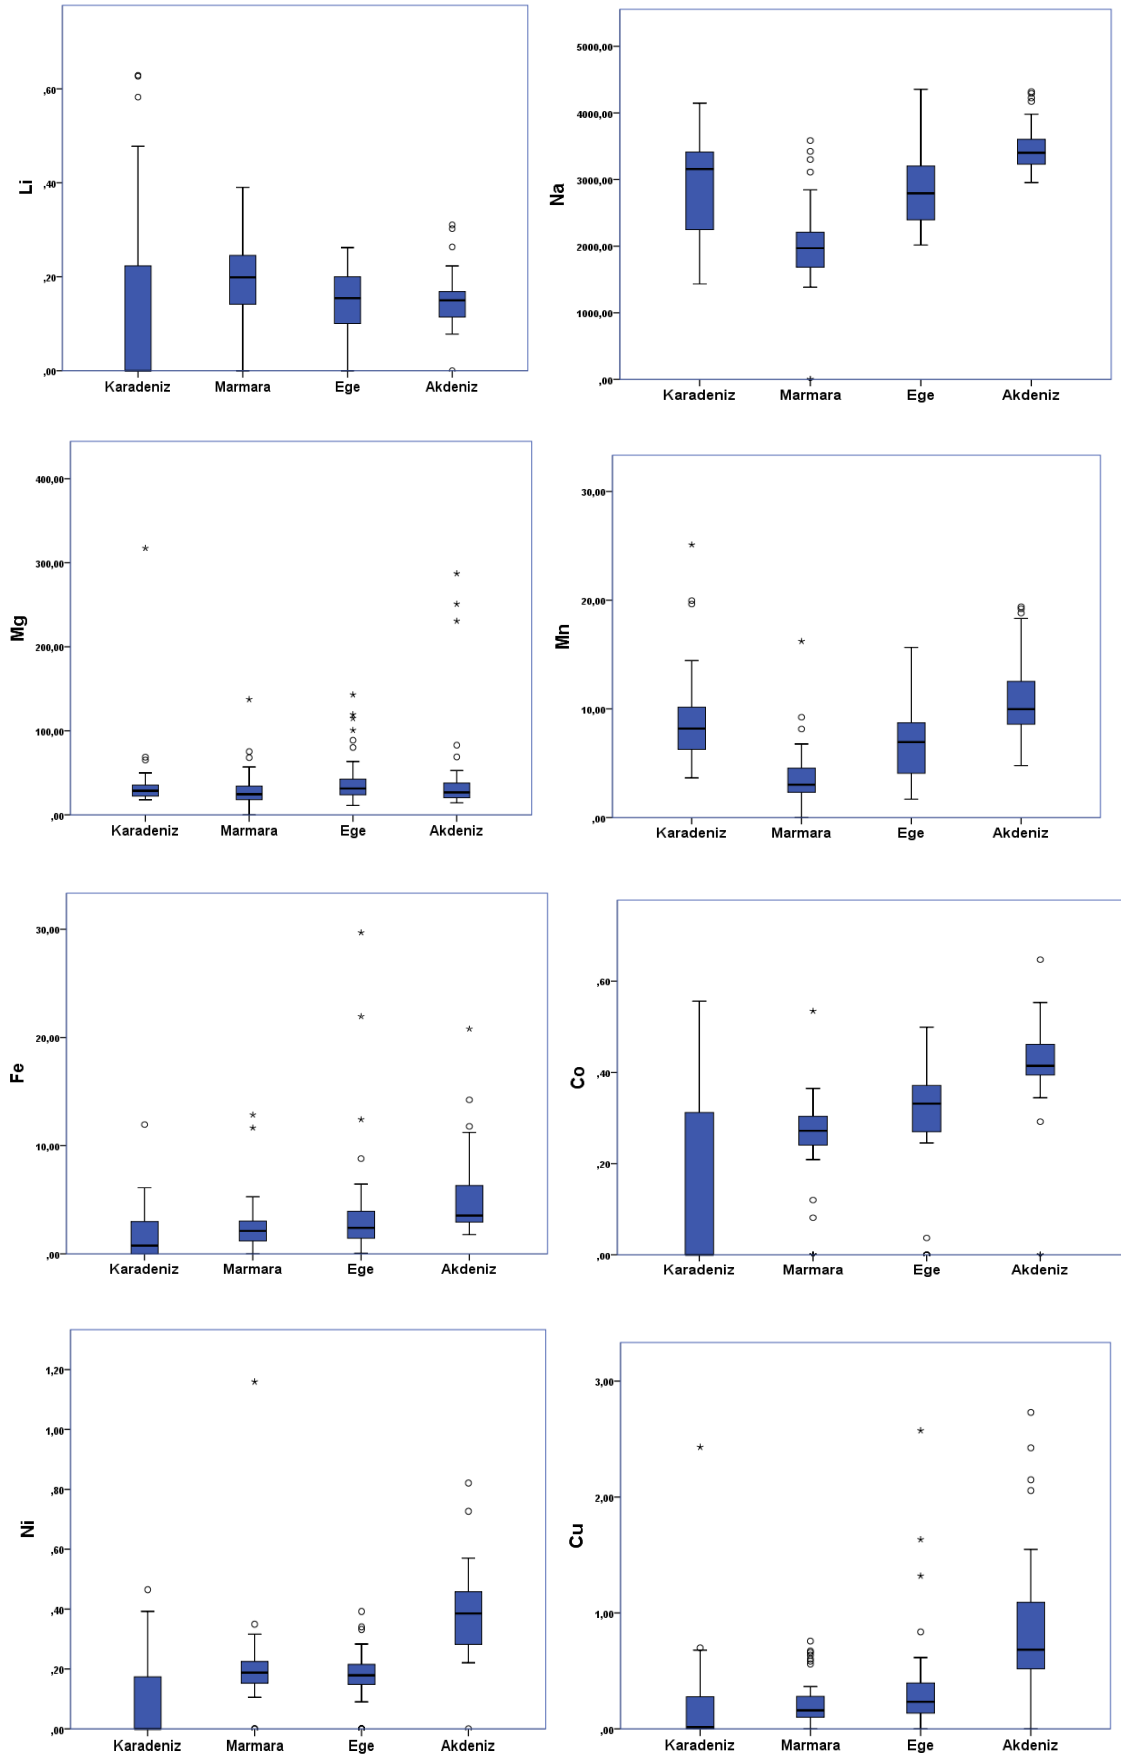 Li
,60
,40
,20
,00
Karadeniz Marmara Ege Akdeniz
Na
5000,00
4000,00
3000,00
2000,00
1000,00
,00
Karadeniz Marmara Ege Akdeniz
Mg
400,00
300,00
200,00
100,00
,00
Karadeniz Marmara Ege Akdeniz
Mn
30,00
20,00
10,00
,00
Karadeniz Marmara Ege Akdeniz
Fe
30,00
20,00
10,00
,00
Karadeniz Marmara Ege Akdeniz
Co
,60
,40
,20
,00
Karadeniz Marmara Ege Akdeniz
Ni
1,20
1,00
,80
,60
,40
,20
,00
Karadeniz Marmara Ege Akdeniz
Cu
3,00
2,00
1,00
,00
Karadeniz Marmara Ege Akdeniz